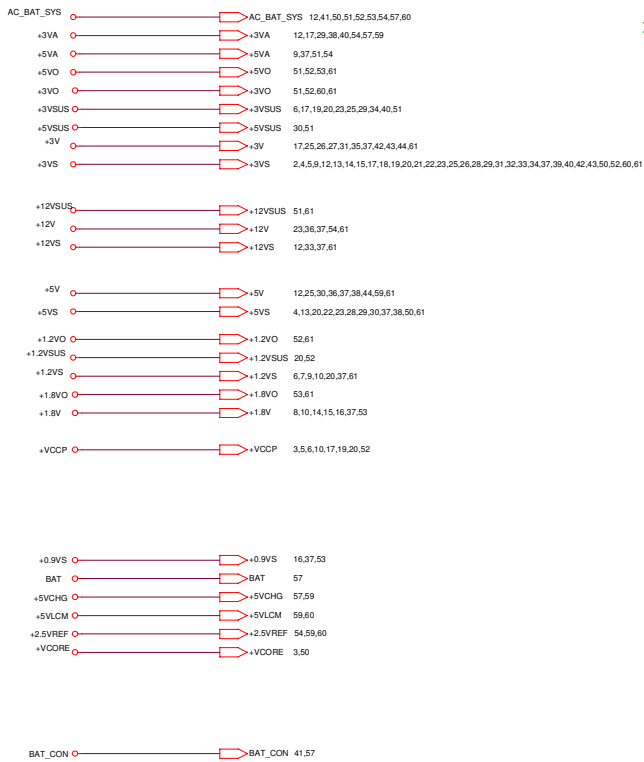 AC_BAT_SYS AC_BAT_SYS 12,41,50,51,52,53,54,57,60
+3VA +3VA 12,17,29,38,40,54,57,59
+5VA +5VA 9,37,51,54
+5VO +5VO 51,52,53,61
+3VO +3VO 51,52,60,61
+3VSUS +3VSUS 6,17,19,20,23,25,29,34,40,51
+5VSUS +5VSUS 30,51
+3V +3V 17,25,26,27,31,35,37,42,43,44,61
+3VS +3VS 2,4,5,9,12,13,14,15,17,18,19,20,21,22,23,25,26,28,29,31,32,33,34,37,39,40,42,43,50,52,60,61
+12VSUS +12VSUS 51,61
+12V +12V 23,36,37,54,61
+12VS +12VS 12,33,37,61
+5V +5V 12,25,30,36,37,38,44,59,61
+5VS +5VS 4,13,20,22,23,28,29,30,37,38,50,61
+1.2VO +1.2VO 52,61
+1.2VSUS +1.2VSUS 20,52
+1.2VS +1.2VS 6,7,9,10,20,37,61
+1.8VO +1.8VO 53,61
+1.8V +1.8V 8,10,14,15,16,37,53
+VCCP +VCCP 3,5,6,10,17,19,20,52
+0.9VS +0.9VS 16,37,53
BAT BAT 57
+5VCHG +5VCHG 57,59
+5VLCM +5VLCM 59,60
+2.5VREF +2.5VREF 54,59,60
+VCORE +VCORE 3,50
BAT_CON BAT_CON 41,57